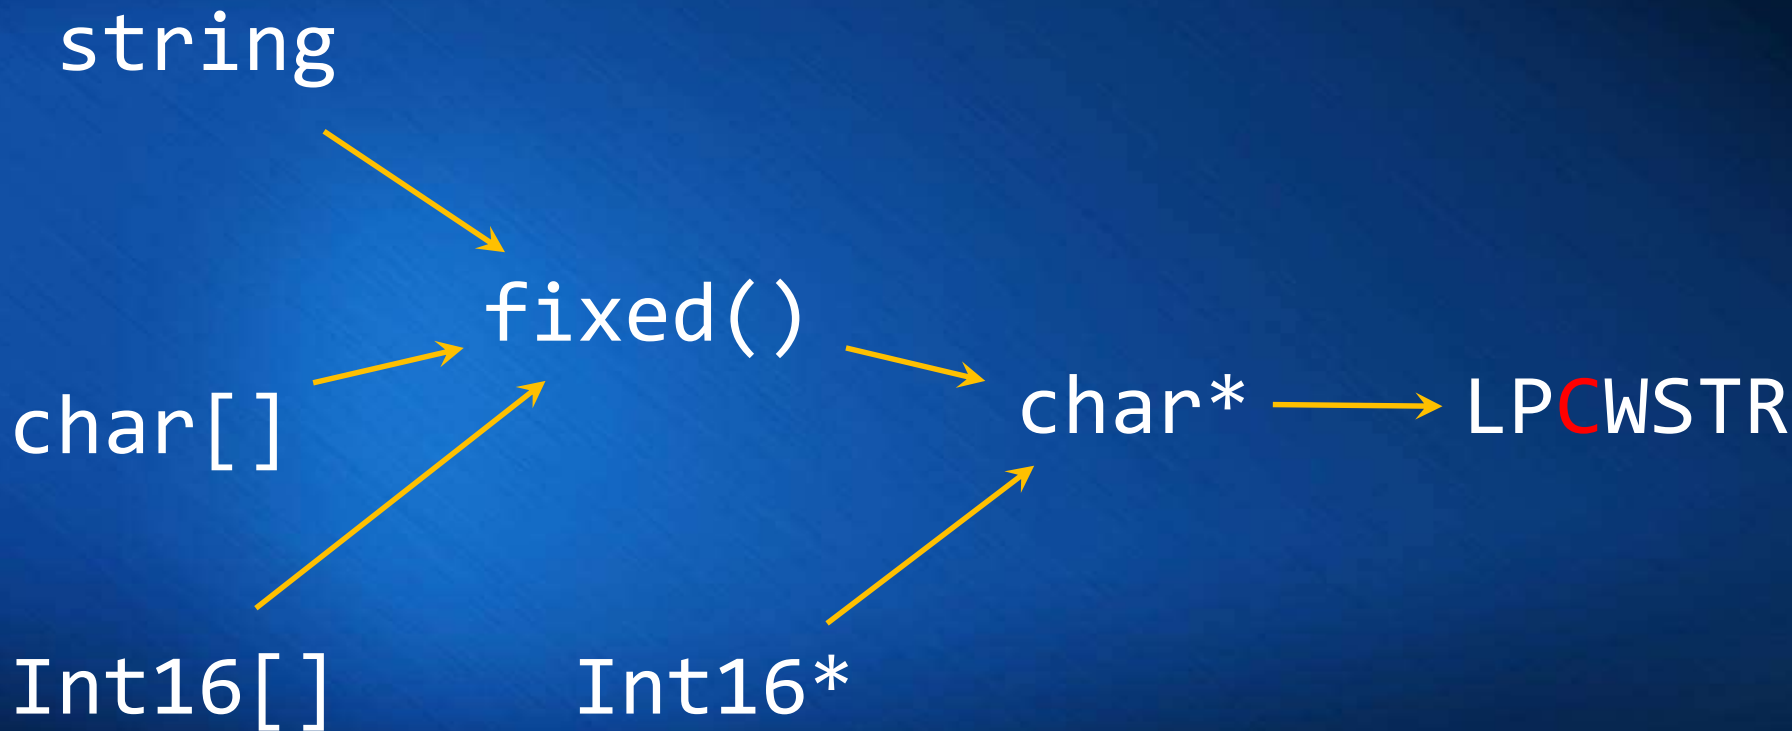 string
fixed()
char[]
char*
LPCWSTR
Int16[]
Int16*